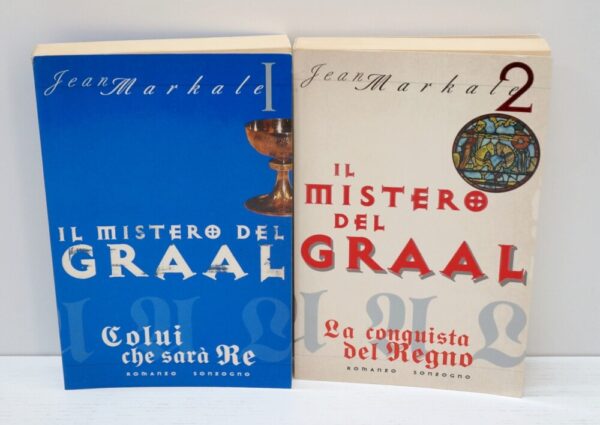 Jean Markale
1
IL MISTERO DEL
GRAAL
Colui
che sarà Re
ROMANZO SONZOGNO
Jean Markale
2
IL
MISTERO
DEL
GRAAL
La conquista
del Regno
ROMANZO SONZOGNO